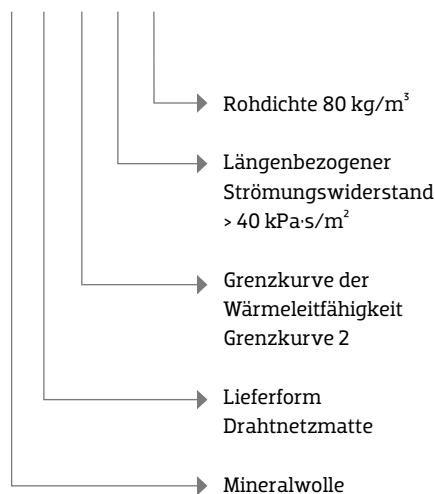 Rohdichte 80 kg/m³
Längenbezogener
Strömungswiderstand
> 40 kPa·s/m²
Grenzkurve der
Wärmeleitfähigkeit
Grenzkurve 2
Lieferform
Drahtnetzmatte
Mineralwolle